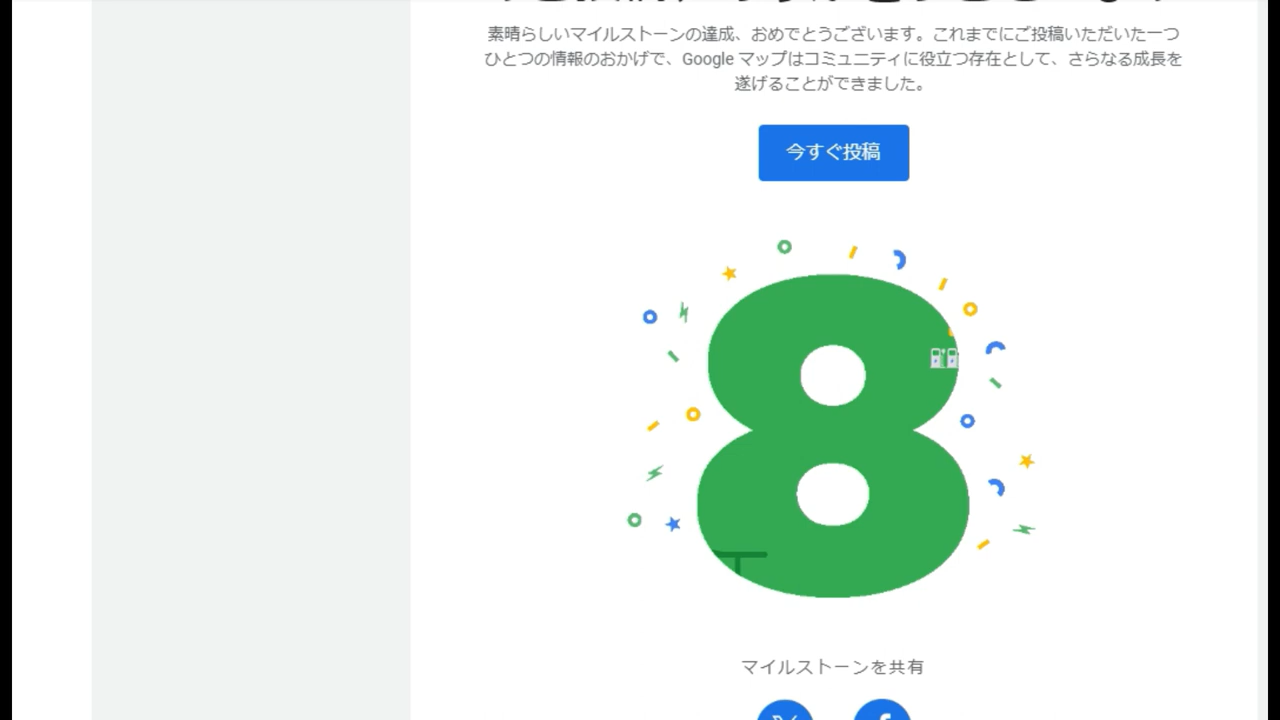 素晴らしいマイルストーンの達成、おめでとうございます。これまでにご投稿いただいた一つ
ひとつの情報のおかげで、Google マップはコミュニティに役立つ存在として、さらなる成長を
遂げることができました。
今すぐ投稿
8
マイルストーンを共有